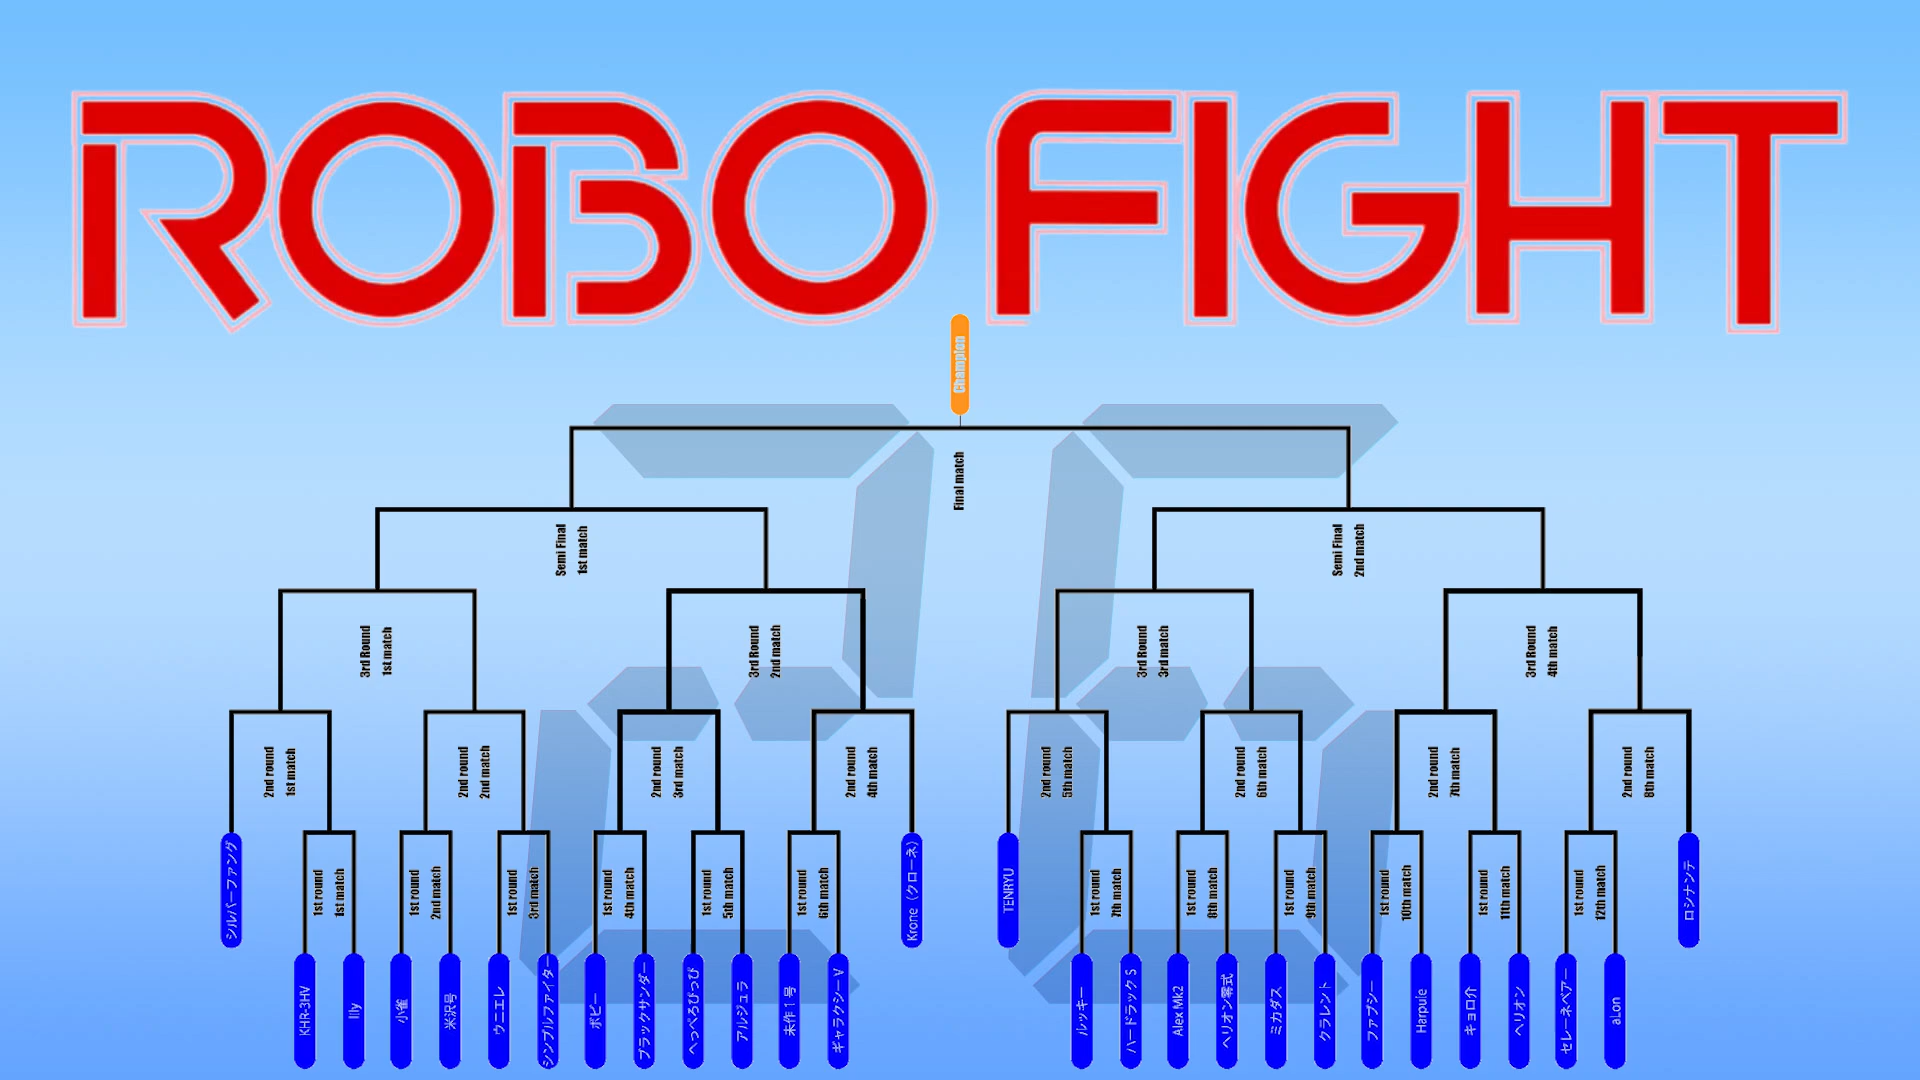 ROBO FIGHT
Champion
Final match
Semi Final
1st match
Semi Final
2nd match
3rd Round
1st match
3rd Round
2nd match
3rd Round
3rd match
3rd Round
4th match
2nd round
1st match
2nd round
2nd match
2nd round
3rd match
2nd round
4th match
2nd round
5th match
2nd round
6th match
2nd round
7th match
2nd round
8th match
シルバーファング
1st round
1st match
1st round
2nd match
1st round
3rd match
1st round
4th match
1st round
5th match
1st round
6th match
Krone（クローネ）
TENRYU
1st round
7th match
1st round
8th match
1st round
9th match
1st round
10th match
1st round
11th match
1st round
12th match
ロシナンテ
KHR-3HV
Illy
小雀
米沢号
ウニエレ
シンプルファイター
ボビー
ブラックサンダー
へっぺろぴっぴ
アルジュラ
未作１号
ギャラクシーV
ルッキー
ハードラックS
Alex Mk2
ヘリオン零式
ミカダス
クラレント
ファブシー
Harpuie
キョロ介
ヘリオン
セレーネベアー
aLon